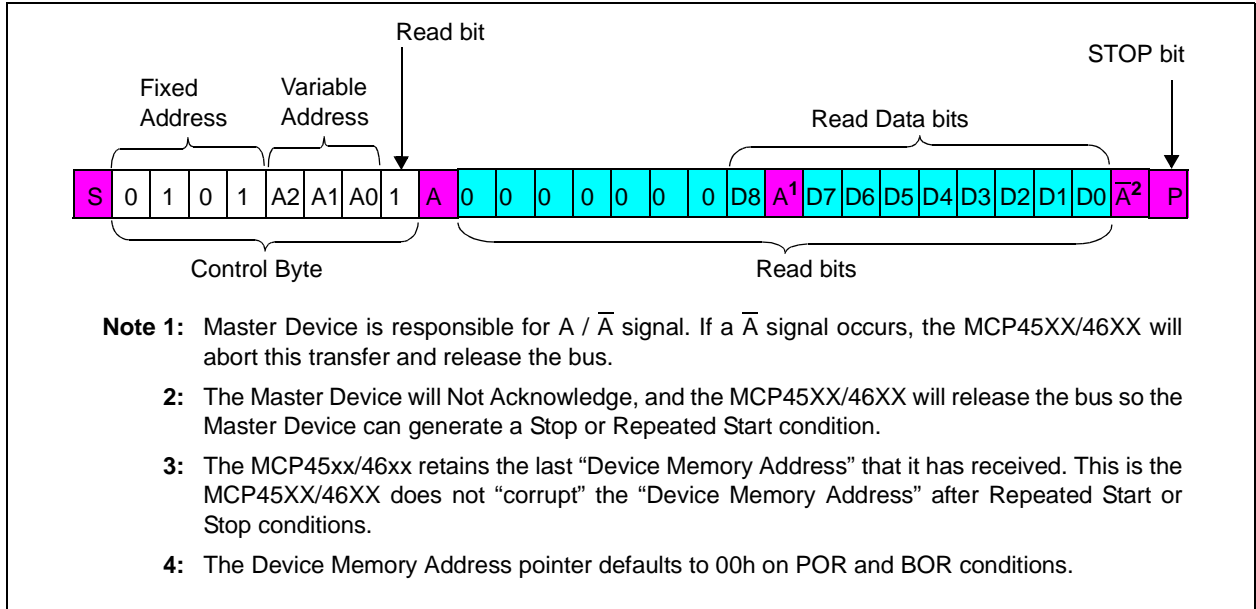 Read bit
STOP bit
Fixed Address
Variable Address
Read Data bits
S 0 1 0 1 A2 A1 A0 1 A 0 0 0 0 0 0 0 D8 A¹ D7 D6 D5 D4 D3 D2 D1 D0 A̅² P
Control Byte
Read bits
Note 1: Master Device is responsible for A / A̅ signal. If a A̅ signal occurs, the MCP45XX/46XX will
abort this transfer and release the bus.
2: The Master Device will Not Acknowledge, and the MCP45XX/46XX will release the bus so the
Master Device can generate a Stop or Repeated Start condition.
3: The MCP45xx/46xx retains the last “Device Memory Address” that it has received. This is the
MCP45XX/46XX does not “corrupt” the “Device Memory Address” after Repeated Start or
Stop conditions.
4: The Device Memory Address pointer defaults to 00h on POR and BOR conditions.